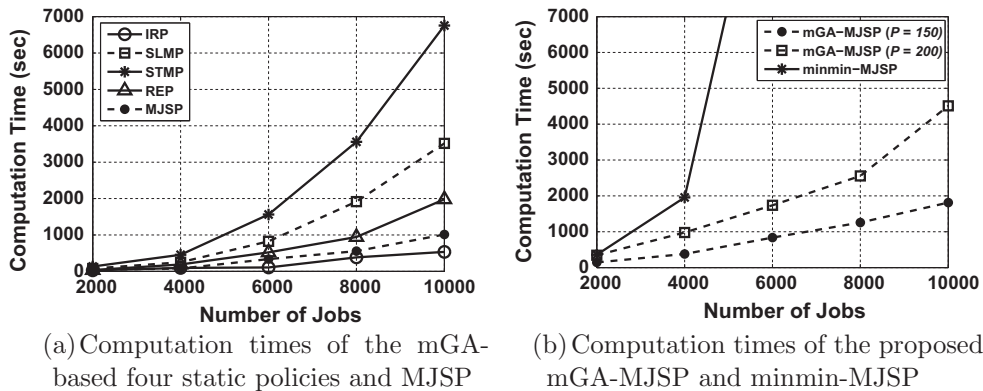 7000
6000
5000
4000
3000
2000
1000
0
Computation Time (sec)
IRP
SLMP
STMP
REP
MJSP
2000 4000 6000 8000 10000
Number of Jobs
(a) Computation times of the mGA-
based four static policies and MJSP
7000
6000
5000
4000
3000
2000
1000
0
Computation Time (sec)
mGA−MJSP (P = 150)
mGA−MJSP (P = 200)
minmin−MJSP
2000 4000 6000 8000 10000
Number of Jobs
(b) Computation times of the proposed
mGA-MJSP and minmin-MJSP